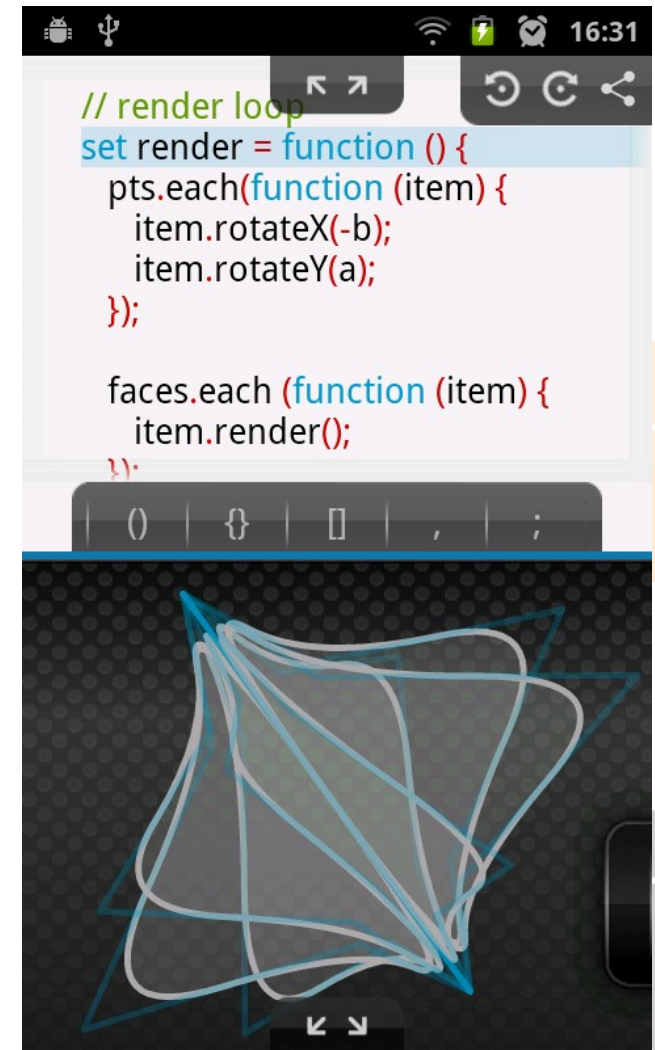 16:31
// render loop
set render = function () {
pts.each(function (item) {
item.rotateX(-b);
item.rotateY(a);
});
faces.each (function (item) {
item.render();
});
() {} [] , ;